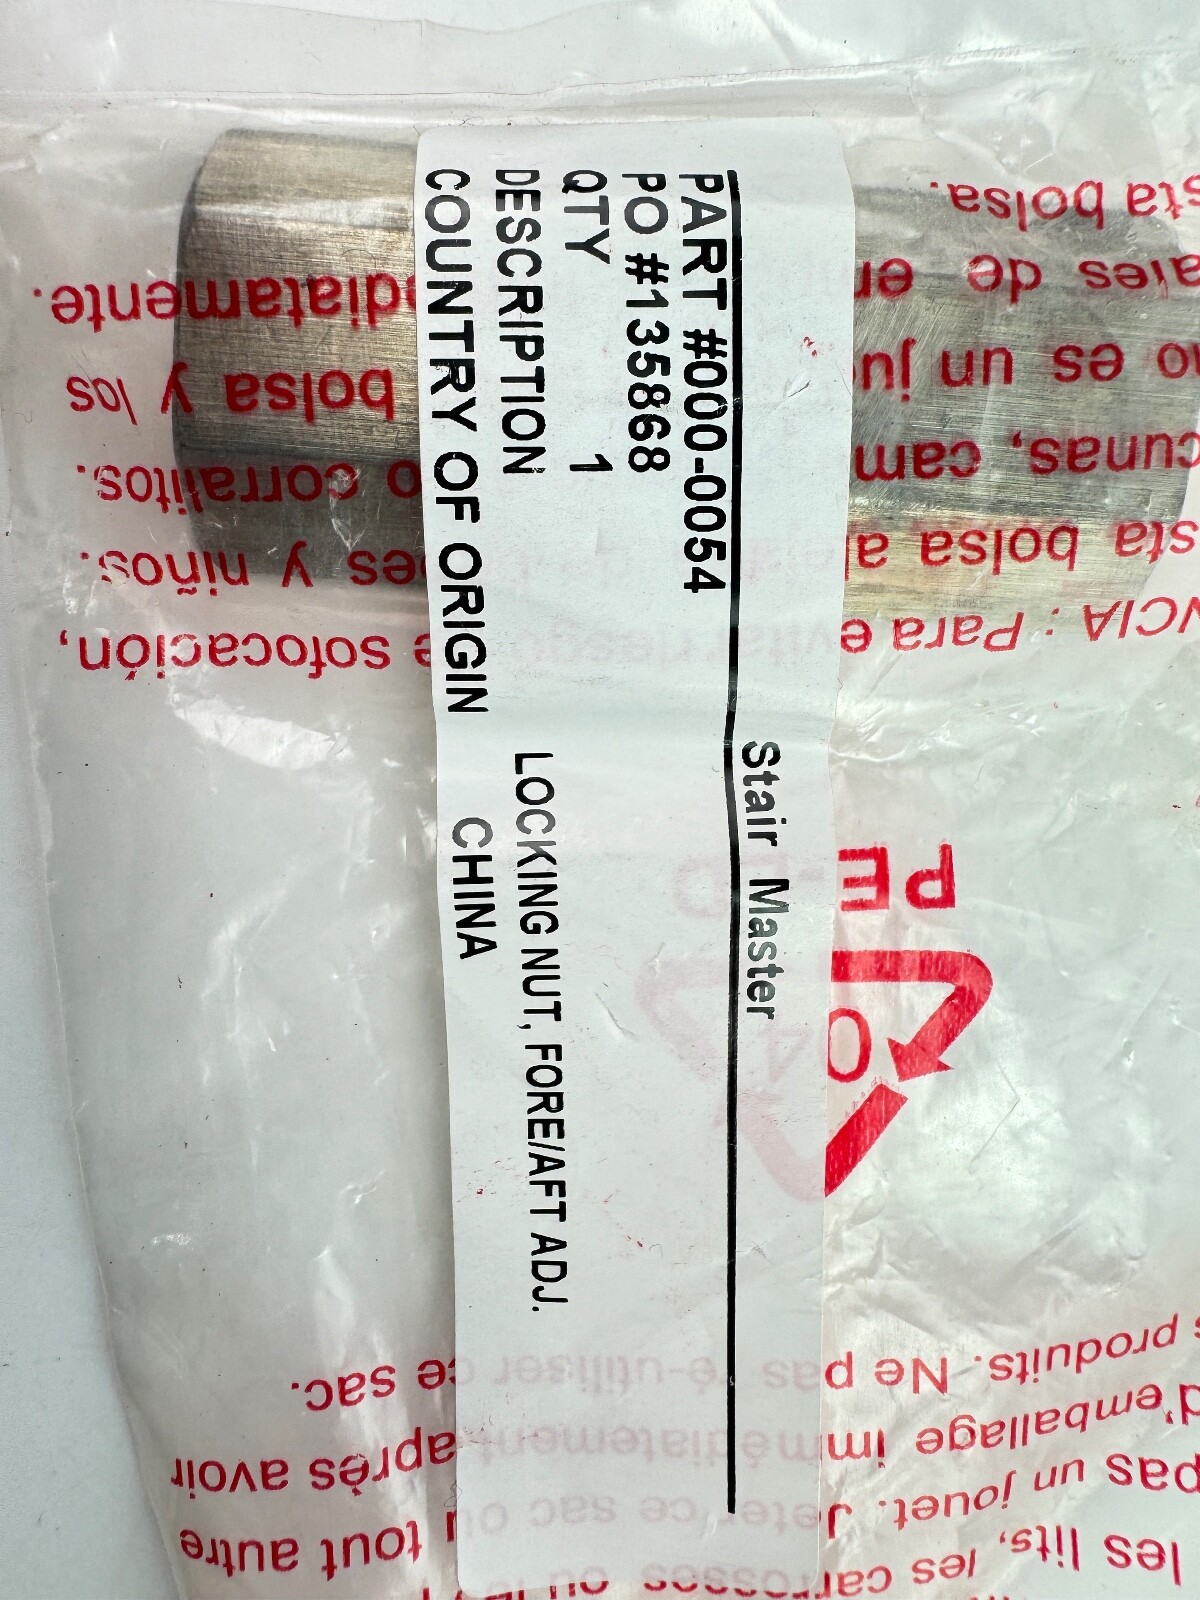 Stair Master
PART #000-0054
PO #135868
QTY 1
DESCRIPTION LOCKING NUT, FORE/AFT ADJ.
COUNTRY OF ORIGIN CHINA
PE
les lits,
les carrosses ou
pas un jouet. Jeter ce sac ou tout autre
d'emballage immédiatement après avoir
produits. Ne pas ré-utiliser ce sac.
NCIA : Para e e sofocación,
sta bolsa al es y niños.
cunas, cam o corralitos.
no es un ju bolsa y los
ales de en diatamente.
sta bolsa.